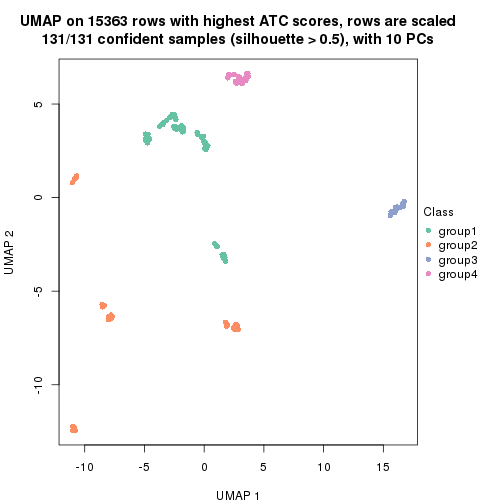 UMAP on 15363 rows with highest ATC scores, rows are scaled
131/131 confident samples (silhouette > 0.5), with 10 PCs
5
0
-5
-10
UMAP 2
-10
-5
0
5
10
15
UMAP 1
Class
group1
group2
group3
group4